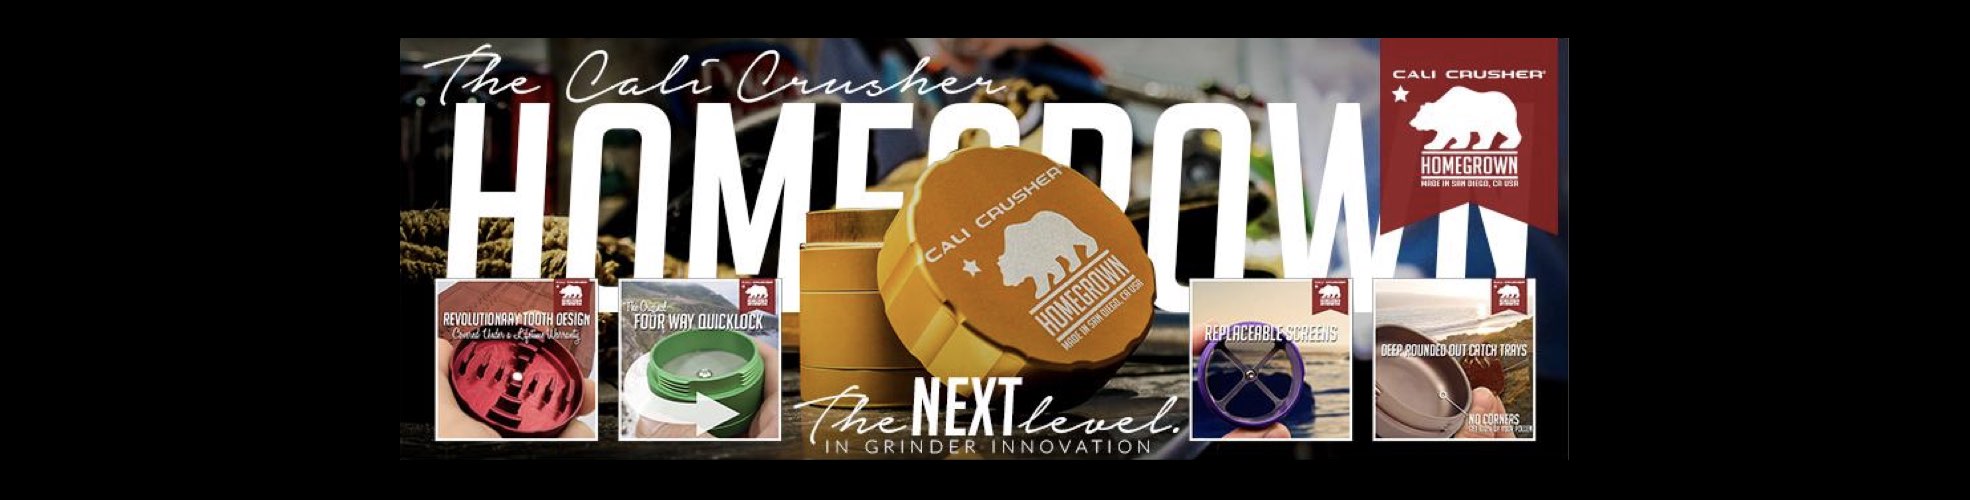 The Cali Crusher
HOMEGROWN
CALI CRUSHER®
HOMEGROWN
MADE IN SAN DIEGO, CA USA
CALI CRUSHER
HOMEGROWN
MADE IN SAN DIEGO, CA USA
REVOLUTIONARY TOOTH DESIGN
Covered Under a Lifetime Warranty
The Original
FOUR WAY QUICKLOCK
REPLACEABLE SCREENS
DEEP ROUNDED OUT CATCH TRAYS
NO CORNERS
The NEXT level.
IN GRINDER INNOVATION